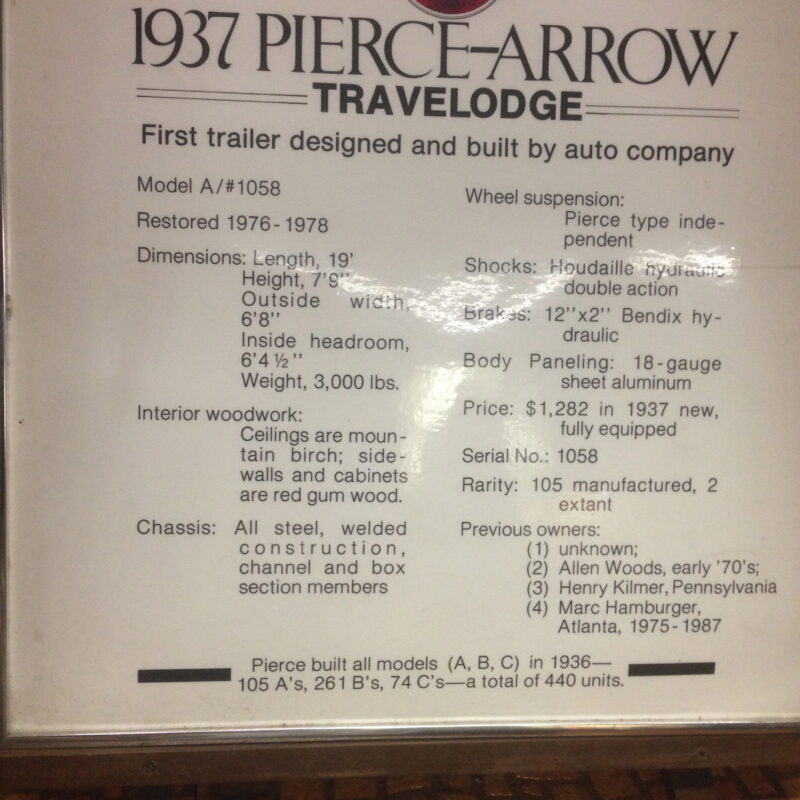 1937 PIERCE-ARROW
TRAVELODGE
First trailer designed and built by auto company
Model A/#1058
Restored 1976-1978
Dimensions: Length, 19'
Height, 7'9''
Outside width,
6'8''
Inside headroom,
6'4½''
Weight, 3,000 lbs.
Interior woodwork:
Ceilings are moun-
tain birch; side-
walls and cabinets
are red gum wood.
Chassis: All steel, welded
construction,
channel and box
section members
Wheel suspension:
Pierce type inde-
pendent
Shocks: Houdaille hydraulic
double action
Brakes: 12''x2'' Bendix hy-
draulic
Body Paneling: 18-gauge
sheet aluminum
Price: $1,282 in 1937 new,
fully equipped
Serial No.: 1058
Rarity: 105 manufactured, 2
extant
Previous owners:
(1) unknown;
(2) Allen Woods, early '70's;
(3) Henry Kilmer, Pennsylvania
(4) Marc Hamburger,
Atlanta, 1975-1987
Pierce built all models (A, B, C) in 1936—
105 A's, 261 B's, 74 C's—a total of 440 units.